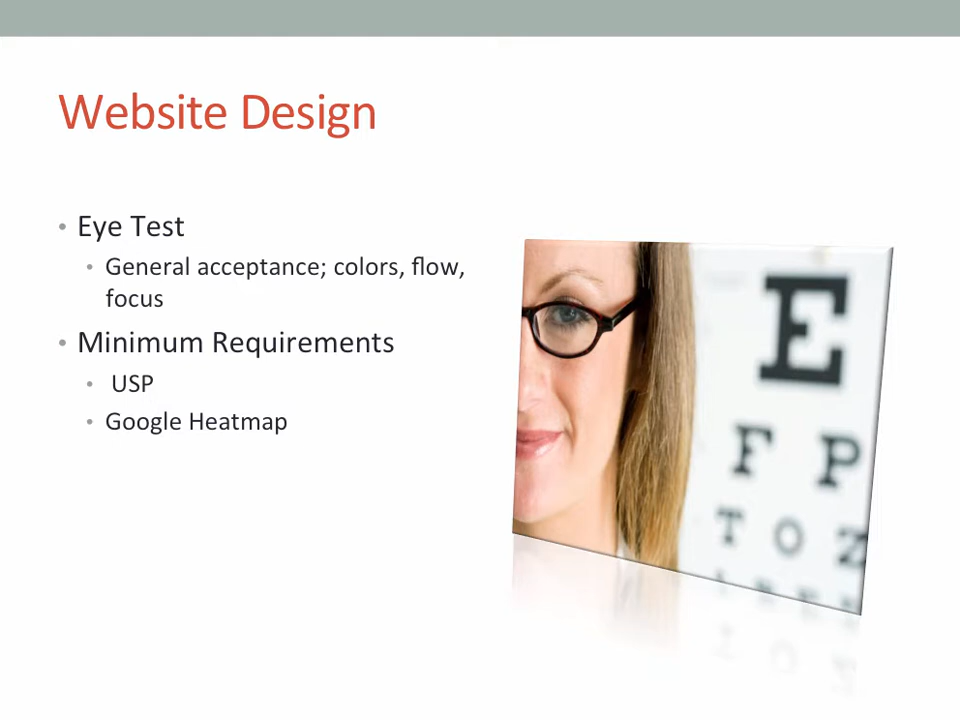 Website Design
• Eye Test
• General acceptance; colors, flow,
focus
• Minimum Requirements
• USP
• Google Heatmap
E
F P
T O Z